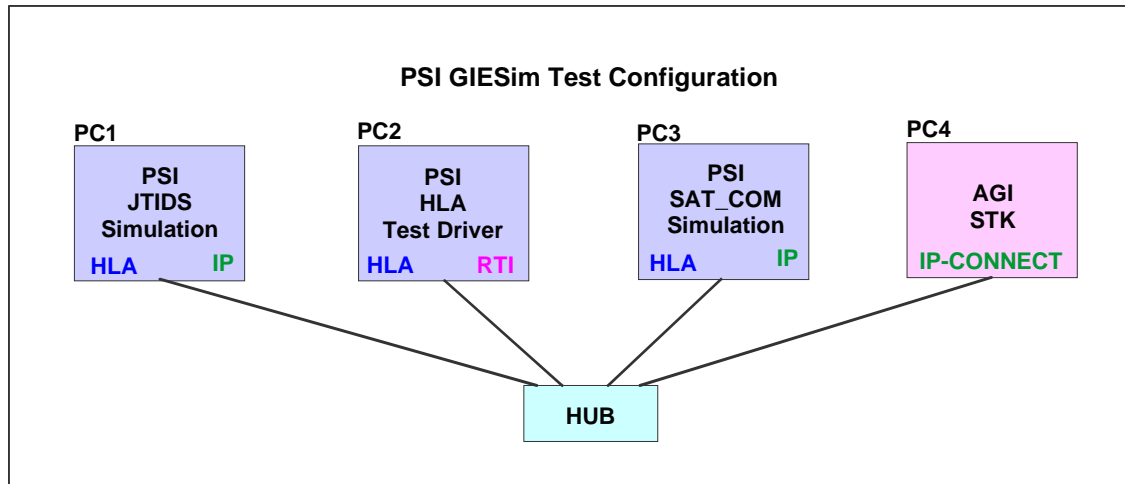 PSI GIESim Test Configuration
PC1
PSI
JTIDS
Simulation
HLA IP
PC2
PSI
HLA
Test Driver
HLA RTI
PC3
PSI
SAT_COM
Simulation
HLA IP
PC4
AGI
STK
IP-CONNECT
HUB